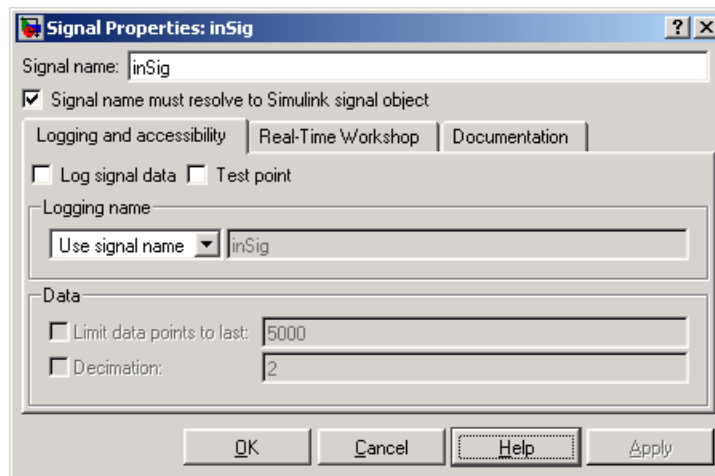 Signal Properties: inSig
Signal name: inSig
Signal name must resolve to Simulink signal object
Logging and accessibility Real-Time Workshop Documentation
Log signal data Test point
Logging name
Use signal name inSig
Data
Limit data points to last: 5000
Decimation: 2
OK Cancel Help Apply